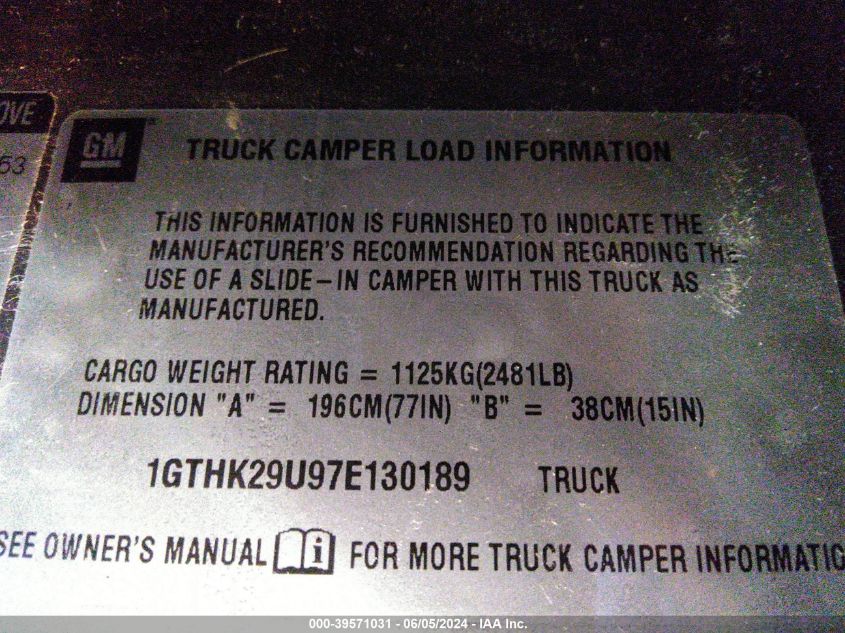 OVE
53
GM
TRUCK CAMPER LOAD INFORMATION
THIS INFORMATION IS FURNISHED TO INDICATE THE
MANUFACTURER'S RECOMMENDATION REGARDING THE
USE OF A SLIDE-IN CAMPER WITH THIS TRUCK AS
MANUFACTURED.
CARGO WEIGHT RATING = 1125KG(2481LB)
DIMENSION "A" = 196CM(77IN) "B" = 38CM(15IN)
1GTHK29U97E130189 TRUCK
SEE OWNER'S MANUAL i FOR MORE TRUCK CAMPER INFORMATIO
000-39571031 - 06/05/2024 - IAA Inc.